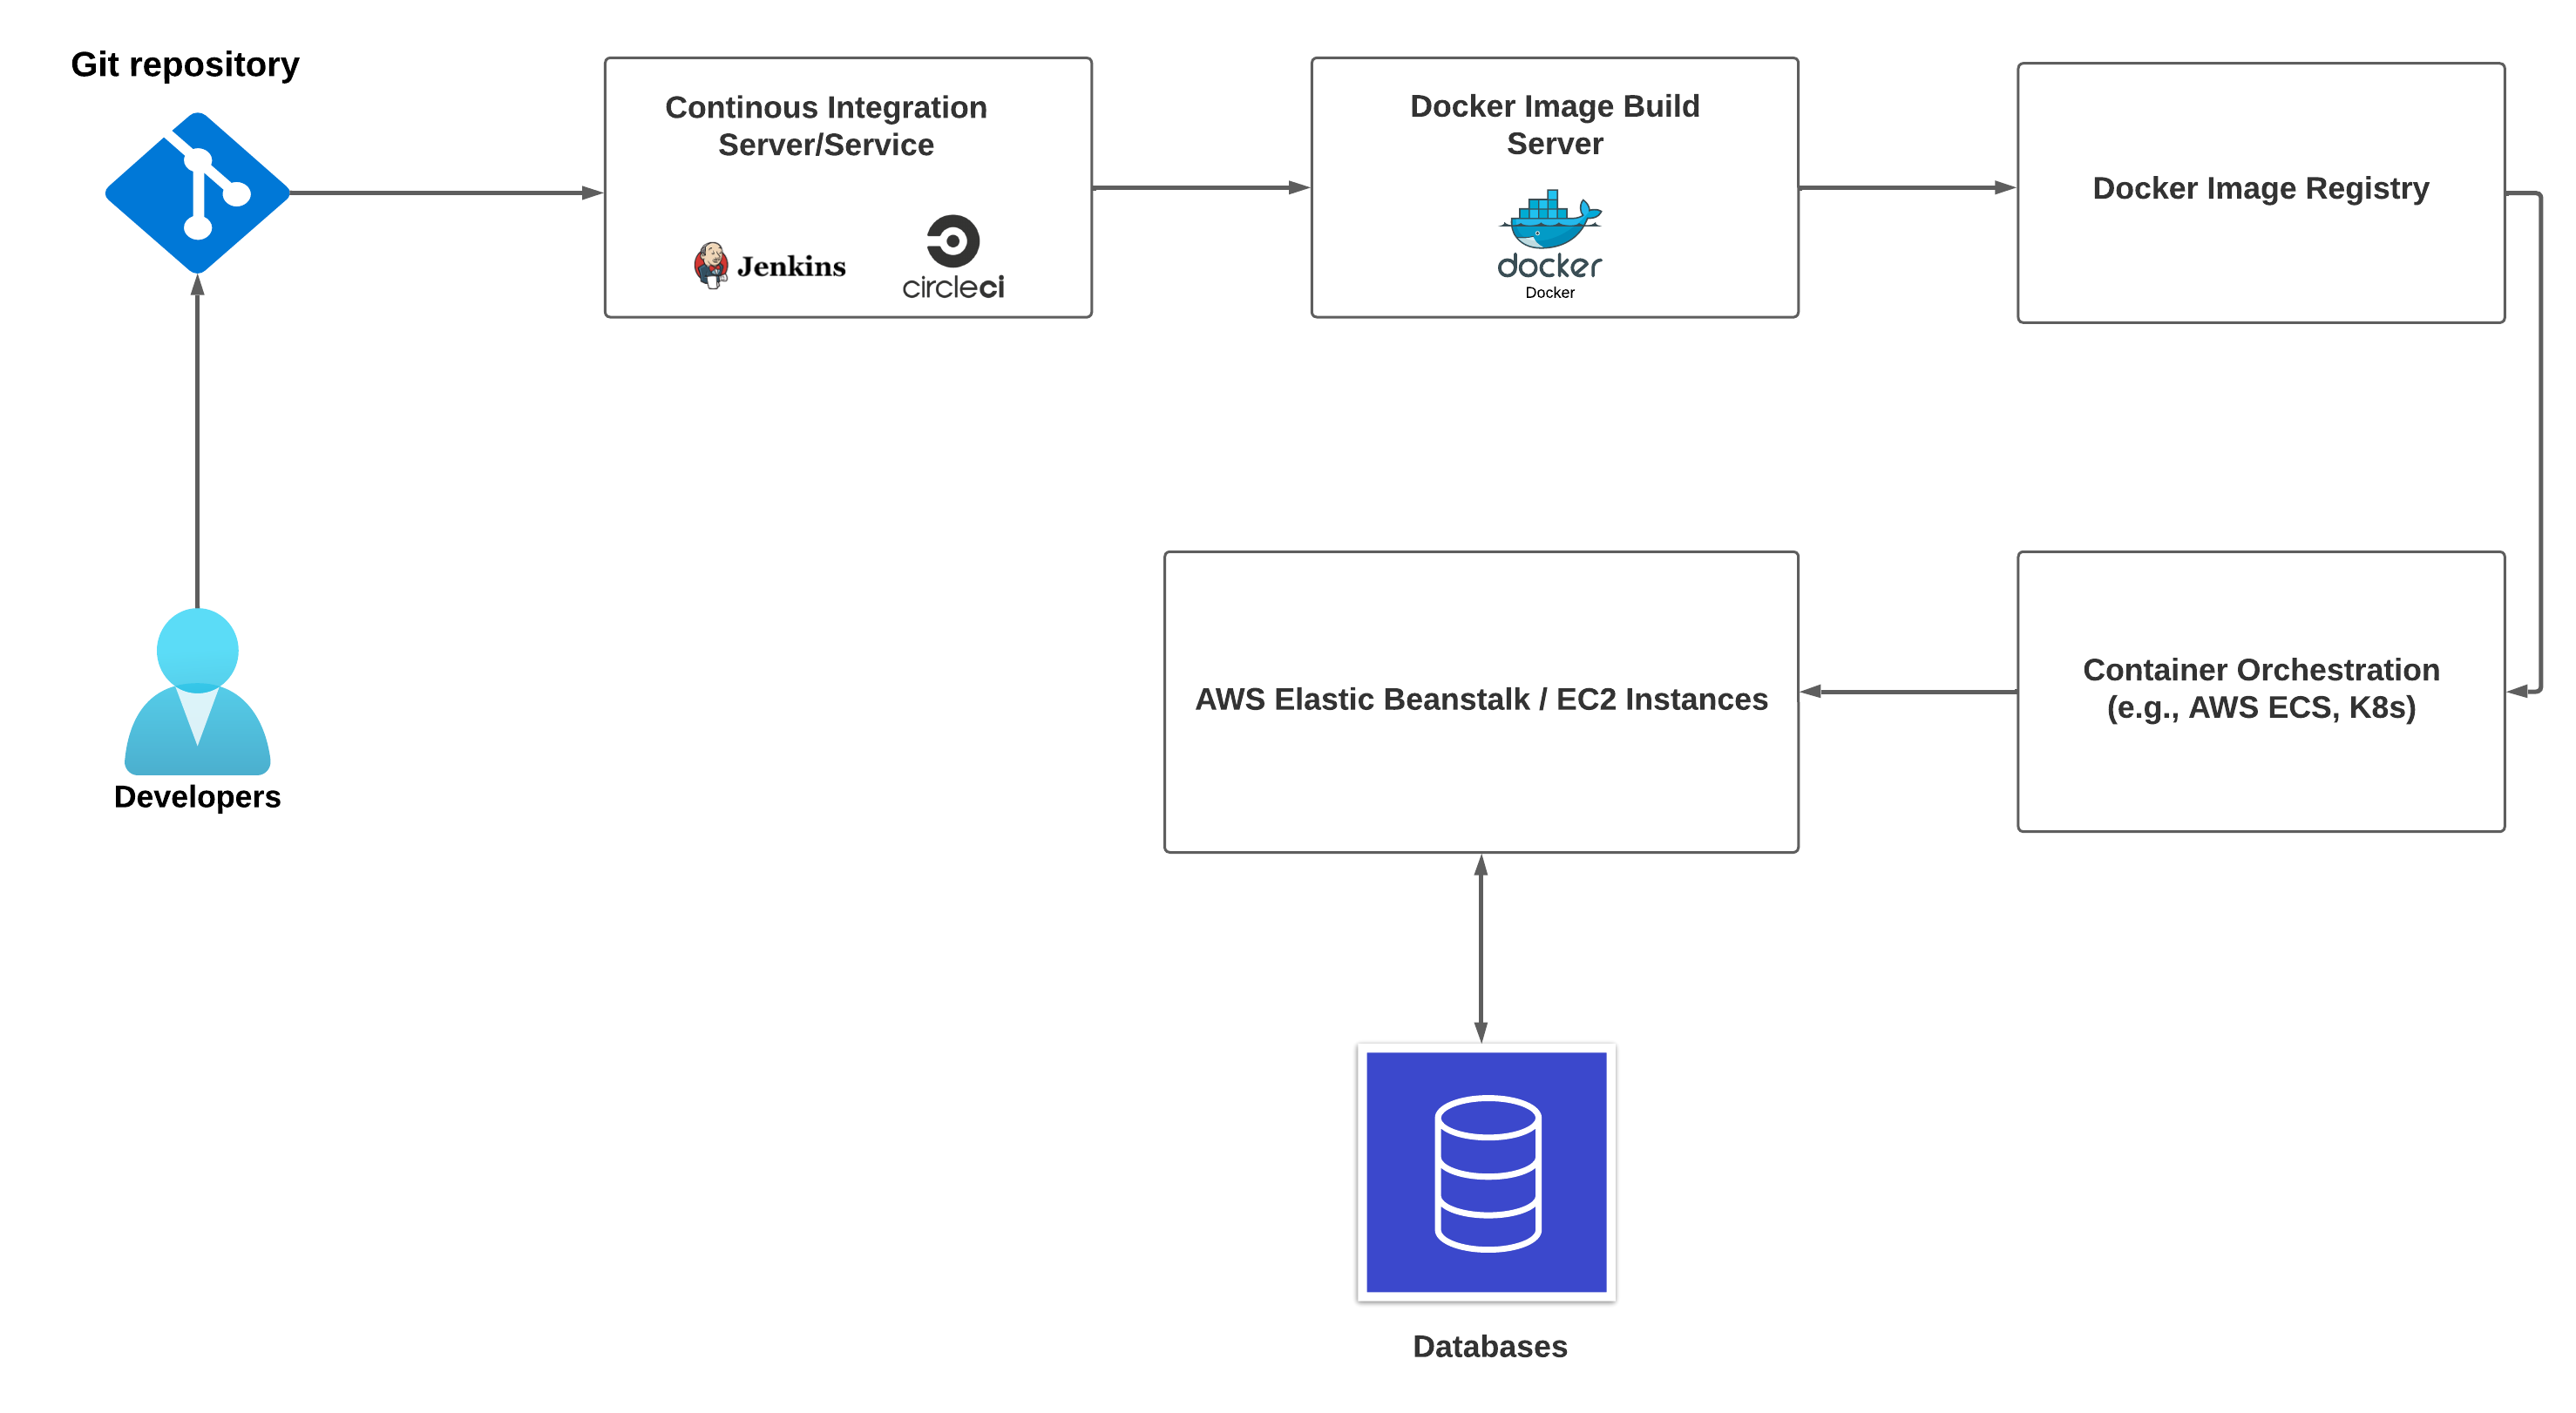 Git repository
Continous Integration
Server/Service
Jenkins
circleci
Docker Image Build
Server
docker
Docker
Docker Image Registry
Developers
AWS Elastic Beanstalk / EC2 Instances
Container Orchestration
(e.g., AWS ECS, K8s)
Databases